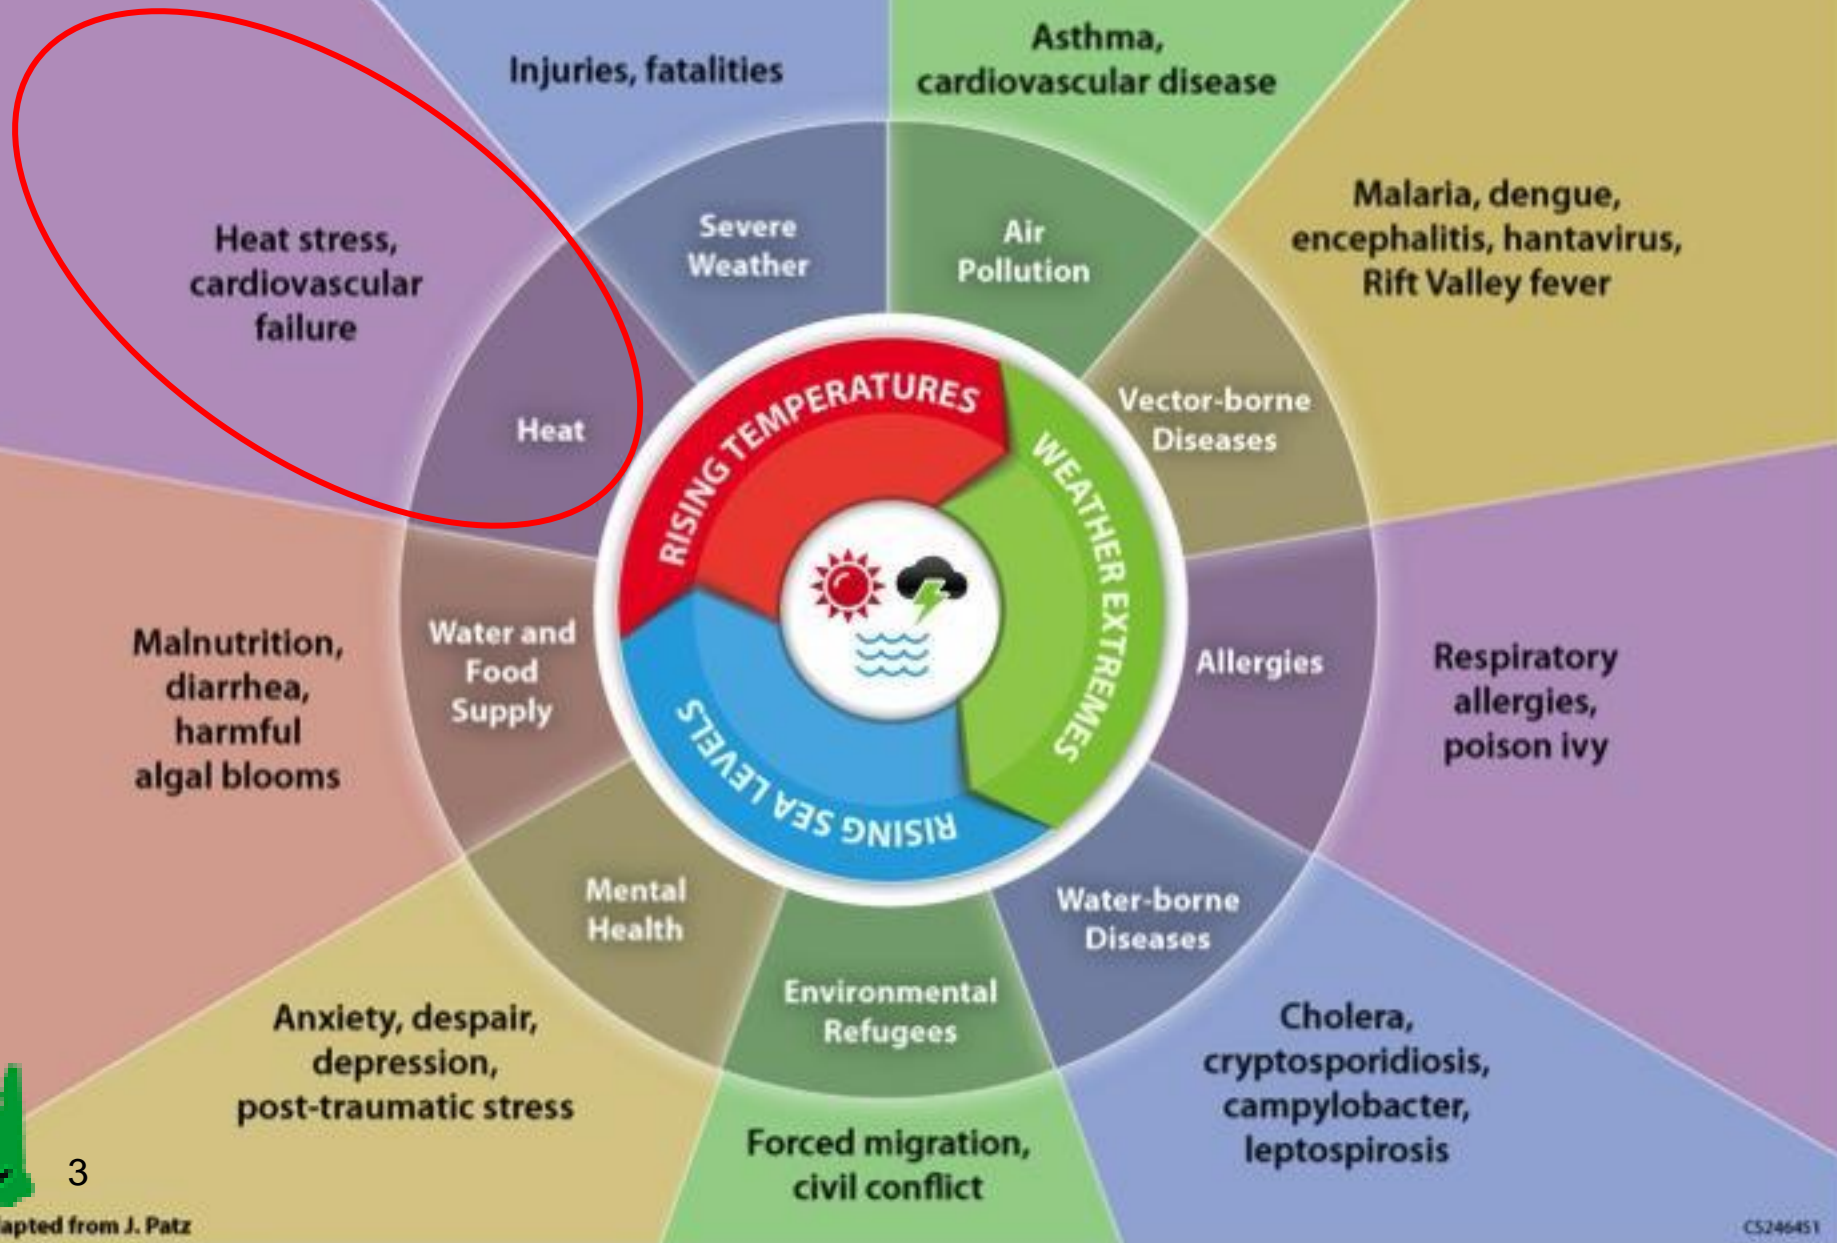 Injuries, fatalities
Asthma,
cardiovascular disease
Severe
Weather
Air
Pollution
Malaria, dengue,
encephalitis, hantavirus,
Rift Valley fever
Heat stress,
cardiovascular
failure
Heat
Vector-borne
Diseases
RISING TEMPERATURES
WEATHER EXTREMES
RISING SEA LEVELS
Malnutrition,
diarrhea,
harmful
algal blooms
Water and
Food
Supply
Allergies
Respiratory
allergies,
poison ivy
Mental
Health
Water-borne
Diseases
Environmental
Refugees
Anxiety, despair,
depression,
post-traumatic stress
Cholera,
cryptosporidiosis,
campylobacter,
leptospirosis
Forced migration,
civil conflict
3
apted from J. Patz
CS246451